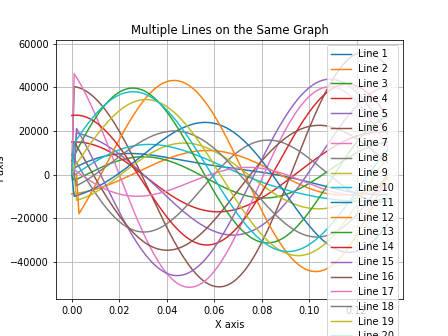 Multiple Lines on the Same Graph
60000
40000
20000
0
−20000
−40000
0.00
0.02
0.04
0.06
0.08
0.10
X axis
Line 1
Line 2
Line 3
Line 4
Line 5
Line 6
Line 7
Line 8
Line 9
Line 10
Line 11
Line 12
Line 13
Line 14
Line 15
Line 16
Line 17
Line 18
Line 19
Line 20